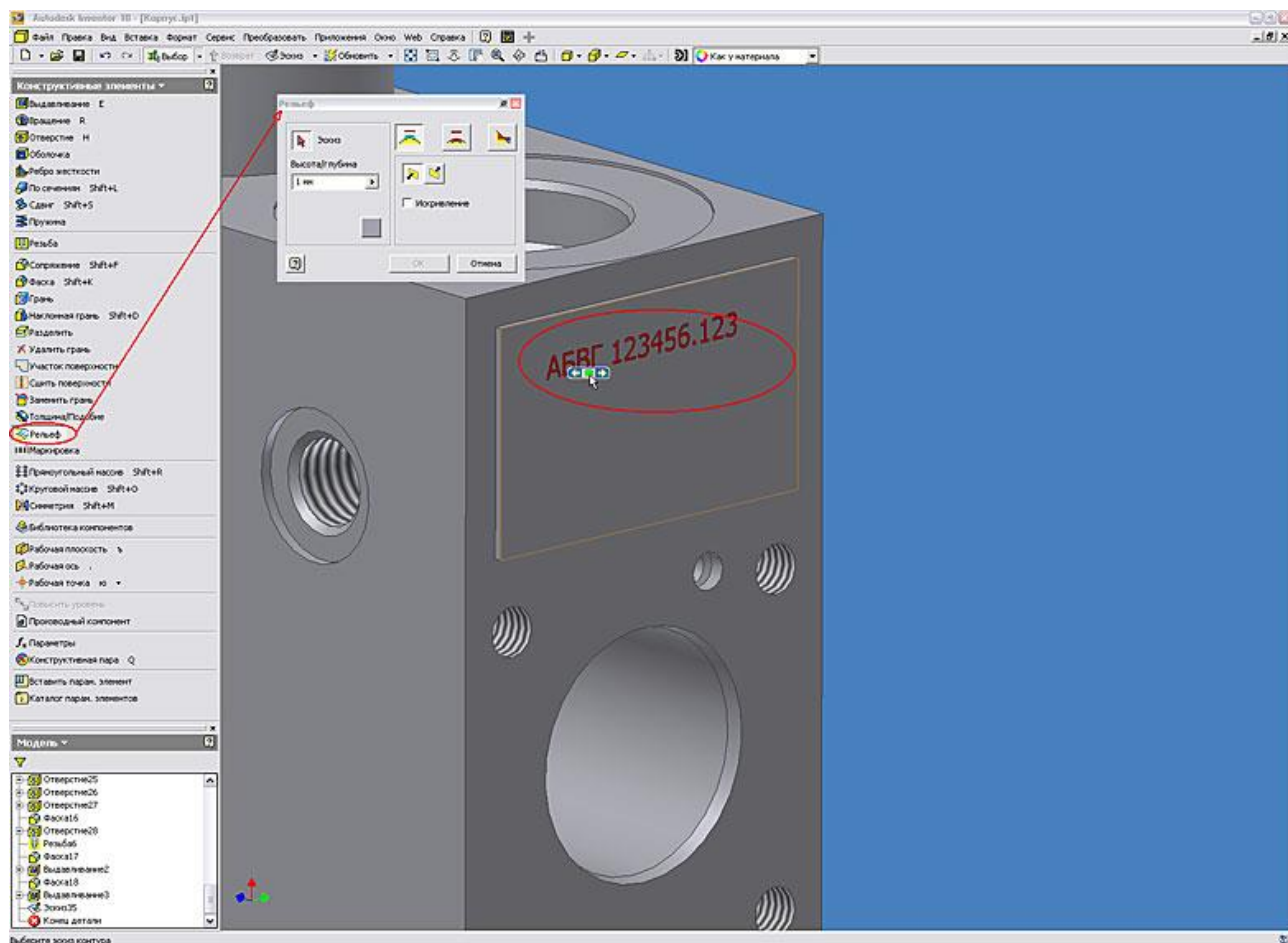 Autodesk Inventor 10 - [Корпус.ipt]
Файл Правка Вид Вставка Формат Сервис Преобразовать Приложения Окно Web Справка
Выбор Возврат Эскиз Обновить Как у материала
Конструктивные элементы
Выдавливание E
Вращение R
Отверстие H
Оболочка
Ребро жесткости
По сечениям Shift+L
Сдвиг Shift+S
Пружина
Резьба
Сопряжение Shift+F
Фаска Shift+K
Грань
Наклонная грань Shift+D
Разделить
Удалить грань
Участок поверхности
Сшить поверхности
Заменить грань
Толщина/Подобие
Рельеф
Маркировка
Прямоугольный массив Shift+R
Круговой массив Shift+O
Симметрия Shift+M
Библиотека компонентов
Рабочая плоскость ъ
Рабочая ось .
Рабочая точка ю
Повысить уровень
Производный компонент
Параметры
Конструктивная пара Q
Вставить парам. элемент
Каталог парам. элементов
Рельеф
Эскиз
Высота/глубина
1 мм
Искривление
ОК Отмена
АБВГ 123456.123
Модель
Отверстие25
Отверстие26
Отверстие27
Фаска16
Отверстие28
Резьба6
Фаска17
Выдавливание2
Фаска18
Выдавливание3
Эскиз35
Конец детали
Выберите эскиз контура